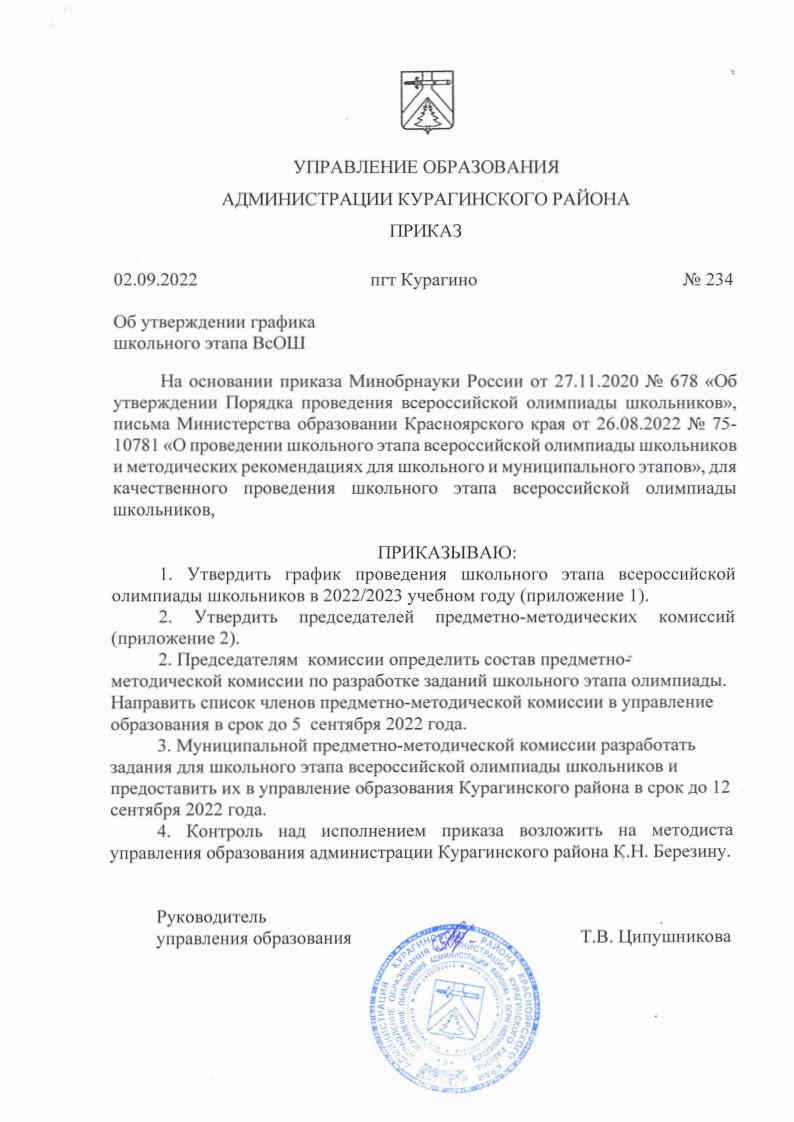 УПРАВЛЕНИЕ ОБРАЗОВАНИЯ
АДМИНИСТРАЦИИ КУРАГИНСКОГО РАЙОНА
ПРИКАЗ
02.09.2022 пгт Курагино № 234
Об утверждении графика
школьного этапа ВсОШ
На основании приказа Минобрнауки России от 27.11.2020 № 678 «Об
утверждении Порядка проведения всероссийской олимпиады школьников»,
письма Министерства образовании Красноярского края от 26.08.2022 № 75-
10781 «О проведении школьного этапа всероссийской олимпиады школьников
и методических рекомендациях для школьного и муниципального этапов», для
качественного проведения школьного этапа всероссийской олимпиады
школьников,
ПРИКАЗЫВАЮ:
1. Утвердить график проведения школьного этапа всероссийской
олимпиады школьников в 2022/2023 учебном году (приложение 1).
2. Утвердить председателей предметно-методических комиссий
(приложение 2).
2. Председателям комиссии определить состав предметно-
методической комиссии по разработке заданий школьного этапа олимпиады.
Направить список членов предметно-методической комиссии в управление
образования в срок до 5 сентября 2022 года.
3. Муниципальной предметно-методической комиссии разработать
задания для школьного этапа всероссийской олимпиады школьников и
предоставить их в управление образования Курагинского района в срок до 12
сентября 2022 года.
4. Контроль над исполнением приказа возложить на методиста
управления образования администрации Курагинского района К.Н. Березину.
Руководитель
управления образования Т.В. Ципушникова